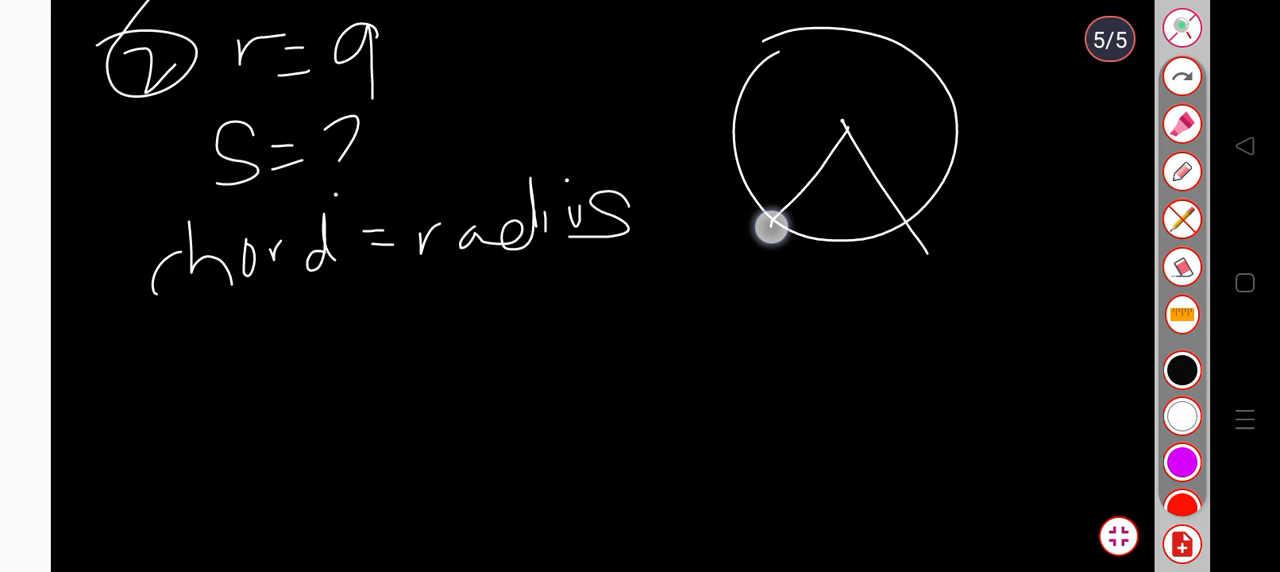 2 r = 9
5/5
S = ?
chord = radius